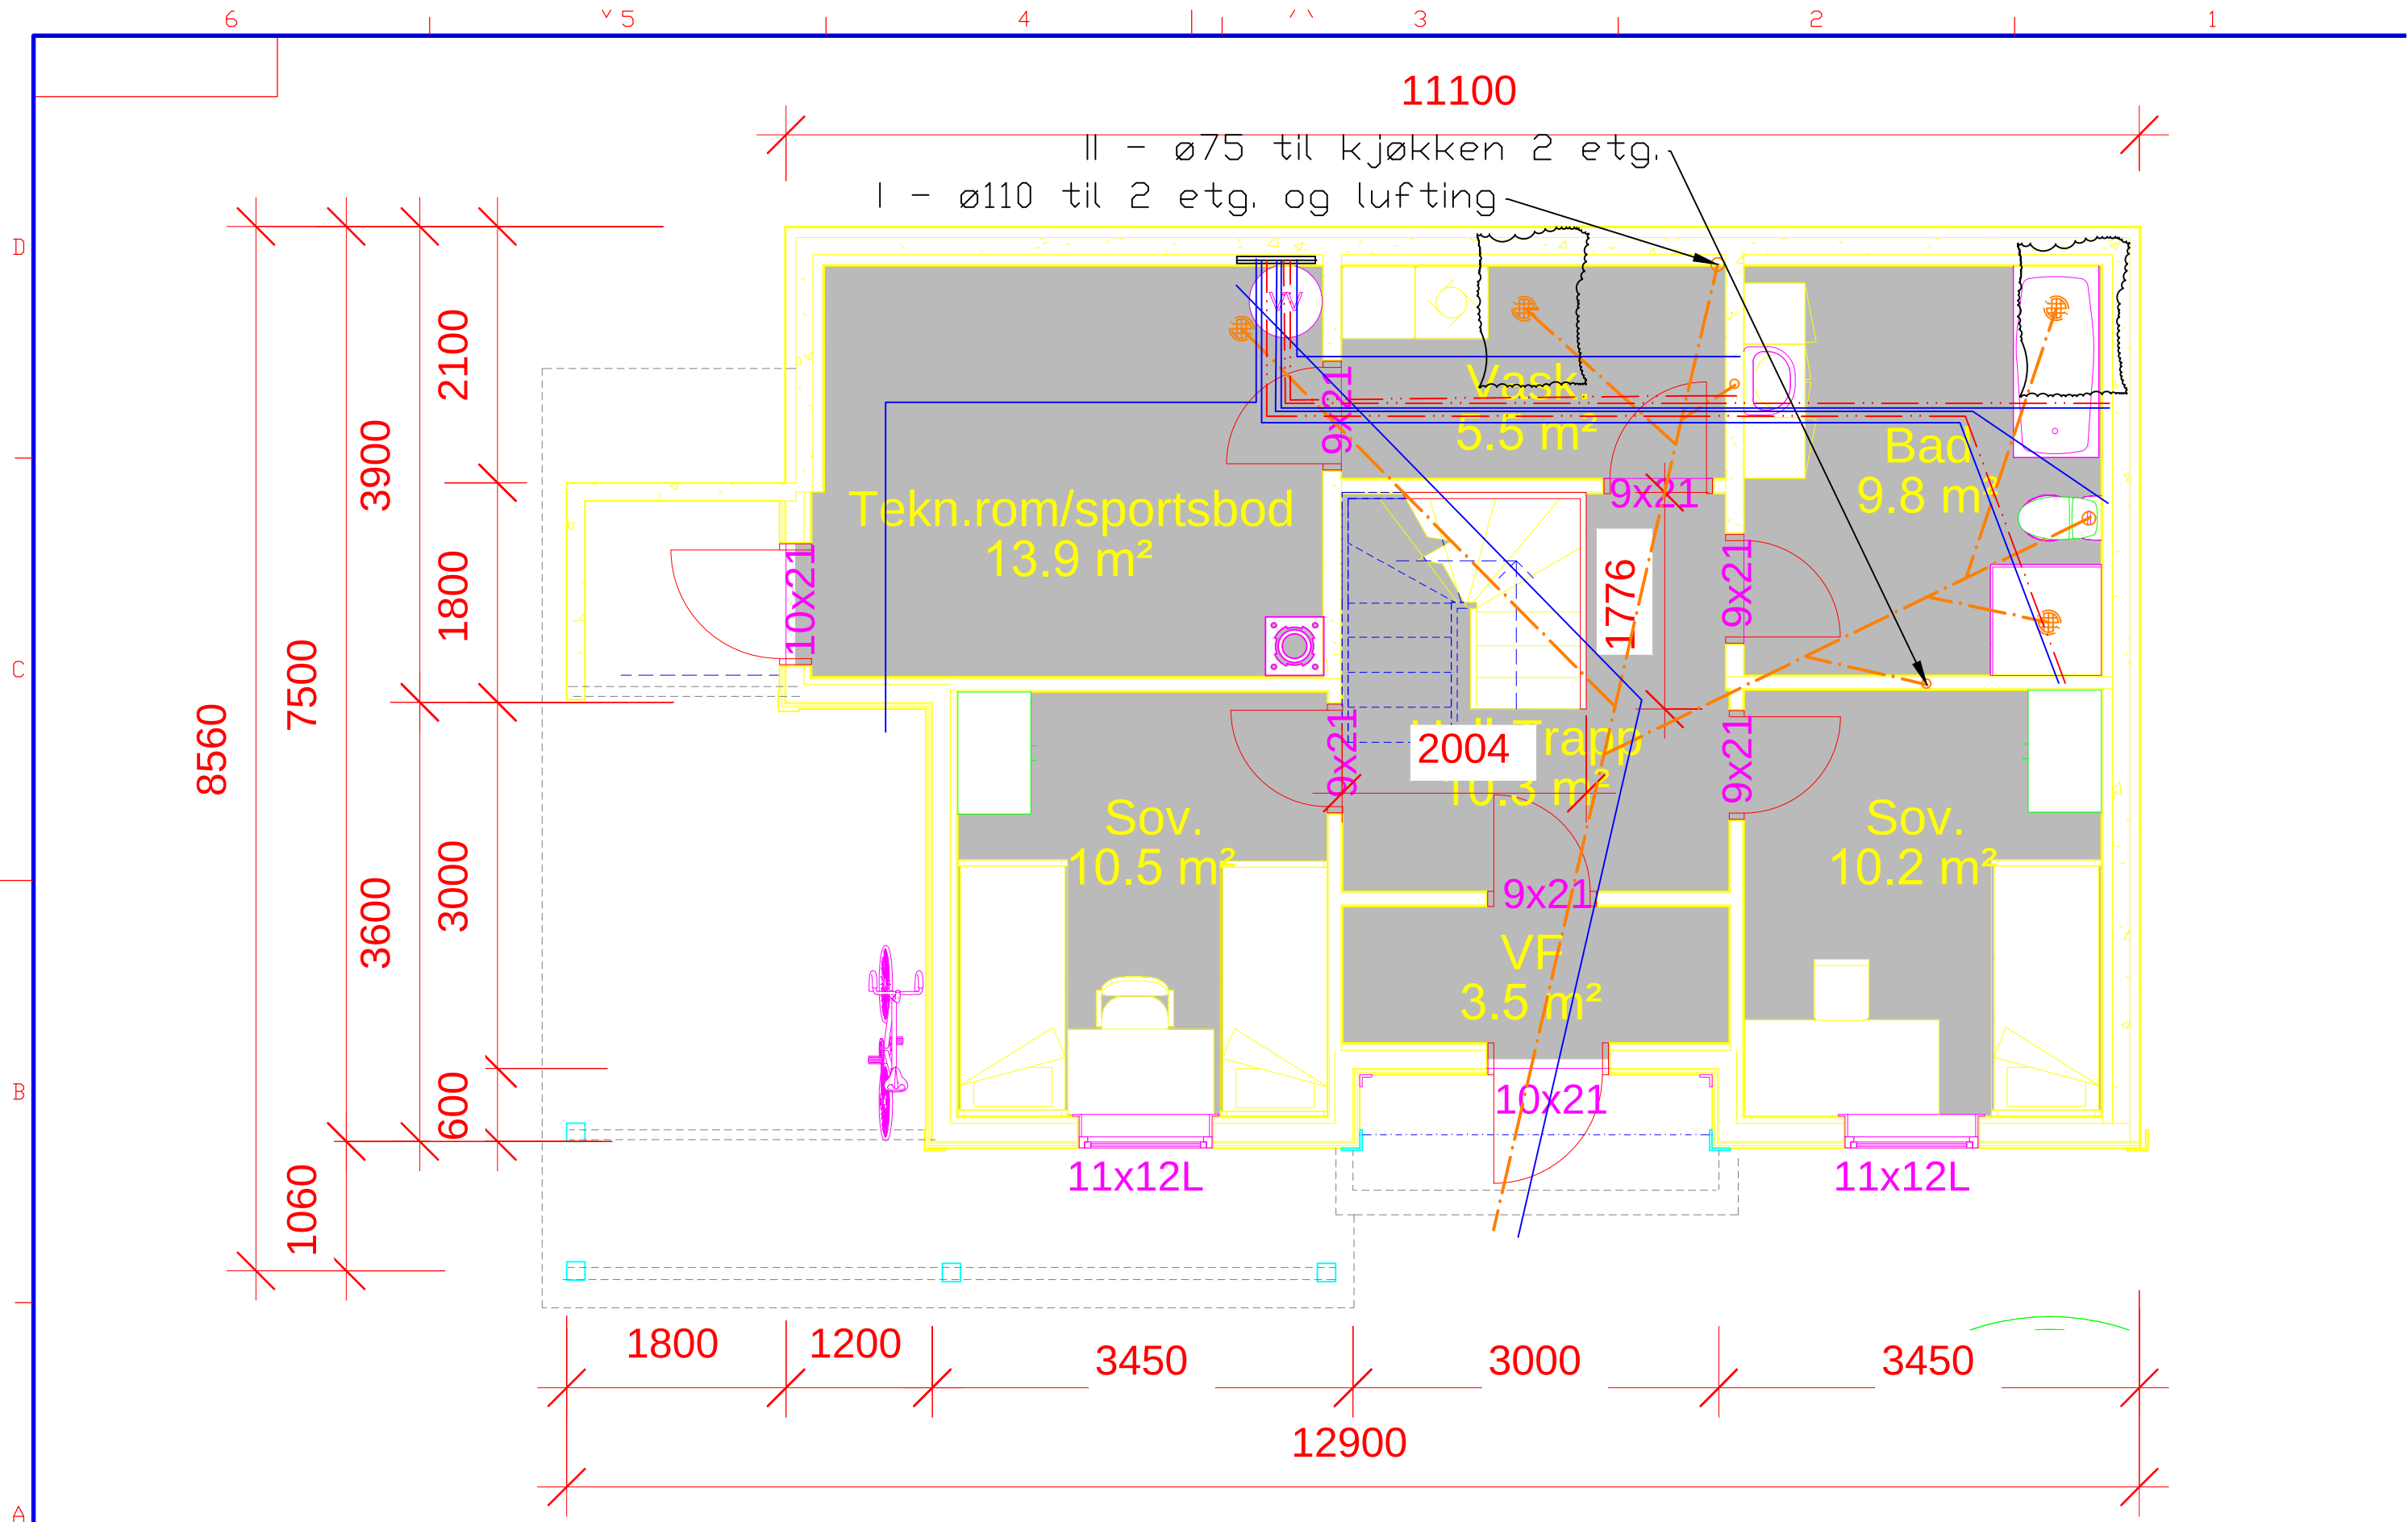 6
5
4
3
2
1
11100
II - ø75 til kjøkken 2 etg.
I - ø110 til 2 etg. og lufting
D
C
B
A
2100
3900
1800
7500
8560
3000
3600
600
1060
VV
Vask.
5.5 m²
9x21
Bad
9.8 m²
9x21
Tekn.rom/sportsbod
13.9 m²
10x21
1776
9x21
9x21
9x21
2004
Hall Trapp
10.3 m²
Sov.
10.5 m²
Sov.
10.2 m²
9x21
VF
3.5 m²
10x21
11x12L
11x12L
1800
1200
3450
3000
3450
12900